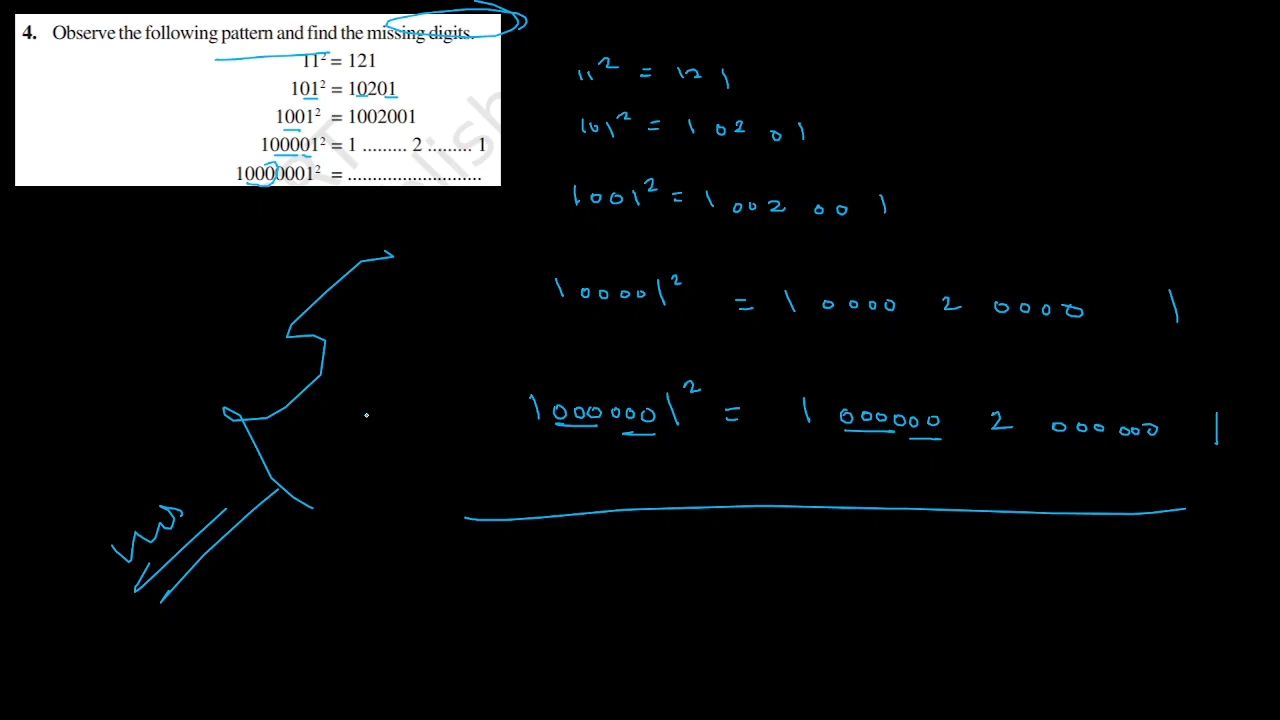 4. Observe the following pattern and find the missing digits.
11² = 121
101² = 10201
1001² = 1002001
100001² = 1 ......... 2 ......... 1
10000001² = ...........................
11² = 121
101² = 10201
1001² = 1002001
100001² = 1 0000 2 0000 1
10000001² = 1 000000 2 000000 1